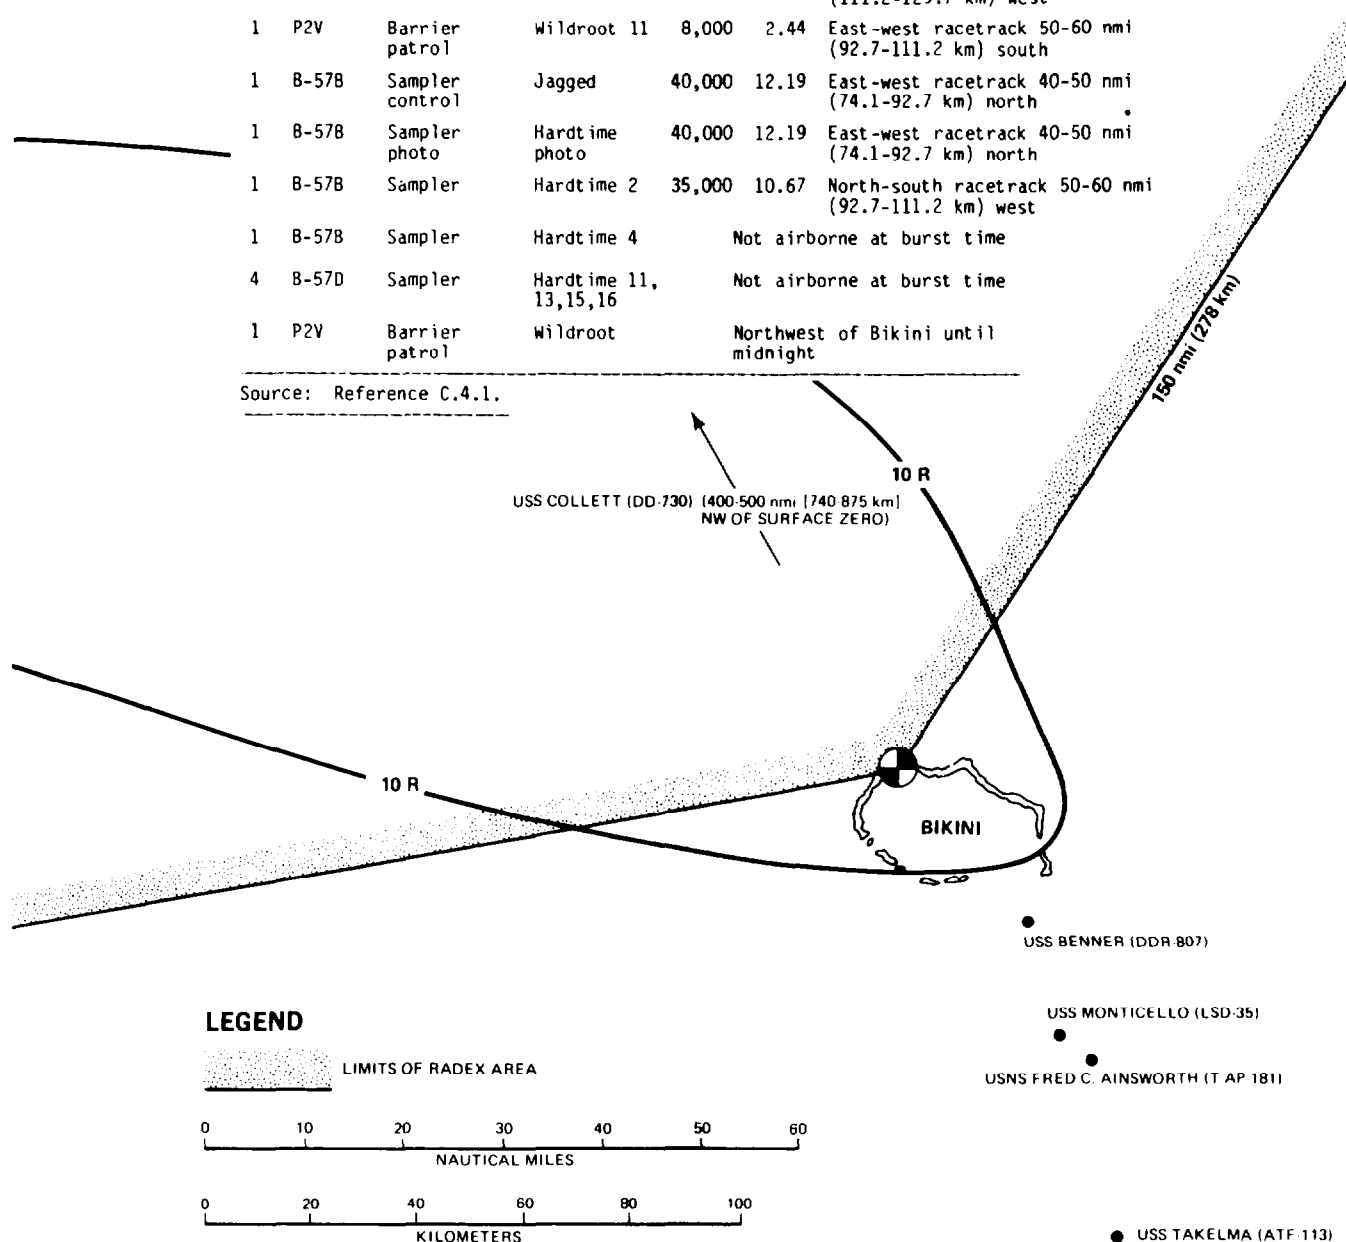 (111.2-129.7 km) west
1 P2V Barrier Wildroot 11 8,000 2.44 East-west racetrack 50-60 nmi
patrol (92.7-111.2 km) south
1 B-57B Sampler Jagged 40,000 12.19 East-west racetrack 40-50 nmi
control (74.1-92.7 km) north
1 B-57B Sampler Hardtime 40,000 12.19 East-west racetrack 40-50 nmi
photo photo (74.1-92.7 km) north
1 B-57B Sampler Hardtime 2 35,000 10.67 North-south racetrack 50-60 nmi
(92.7-111.2 km) west
1 B-57B Sampler Hardtime 4 Not airborne at burst time
4 B-57D Sampler Hardtime 11, Not airborne at burst time
13,15,16
1 P2V Barrier Wildroot Northwest of Bikini until
patrol midnight
Source: Reference C.4.1.
150 nmi (278 km)
10 R
USS COLLETT (DD-730) (400-500 nmi [740-875 km]
NW OF SURFACE ZERO)
10 R
BIKINI
USS BENNER (DDR-807)
USS MONTICELLO (LSD-35)
USNS FRED C. AINSWORTH (T AP-181)
LEGEND
LIMITS OF RADEX AREA
0 10 20 30 40 50 60
NAUTICAL MILES
0 20 40 60 80 100
KILOMETERS
USS TAKELMA (ATF-113)